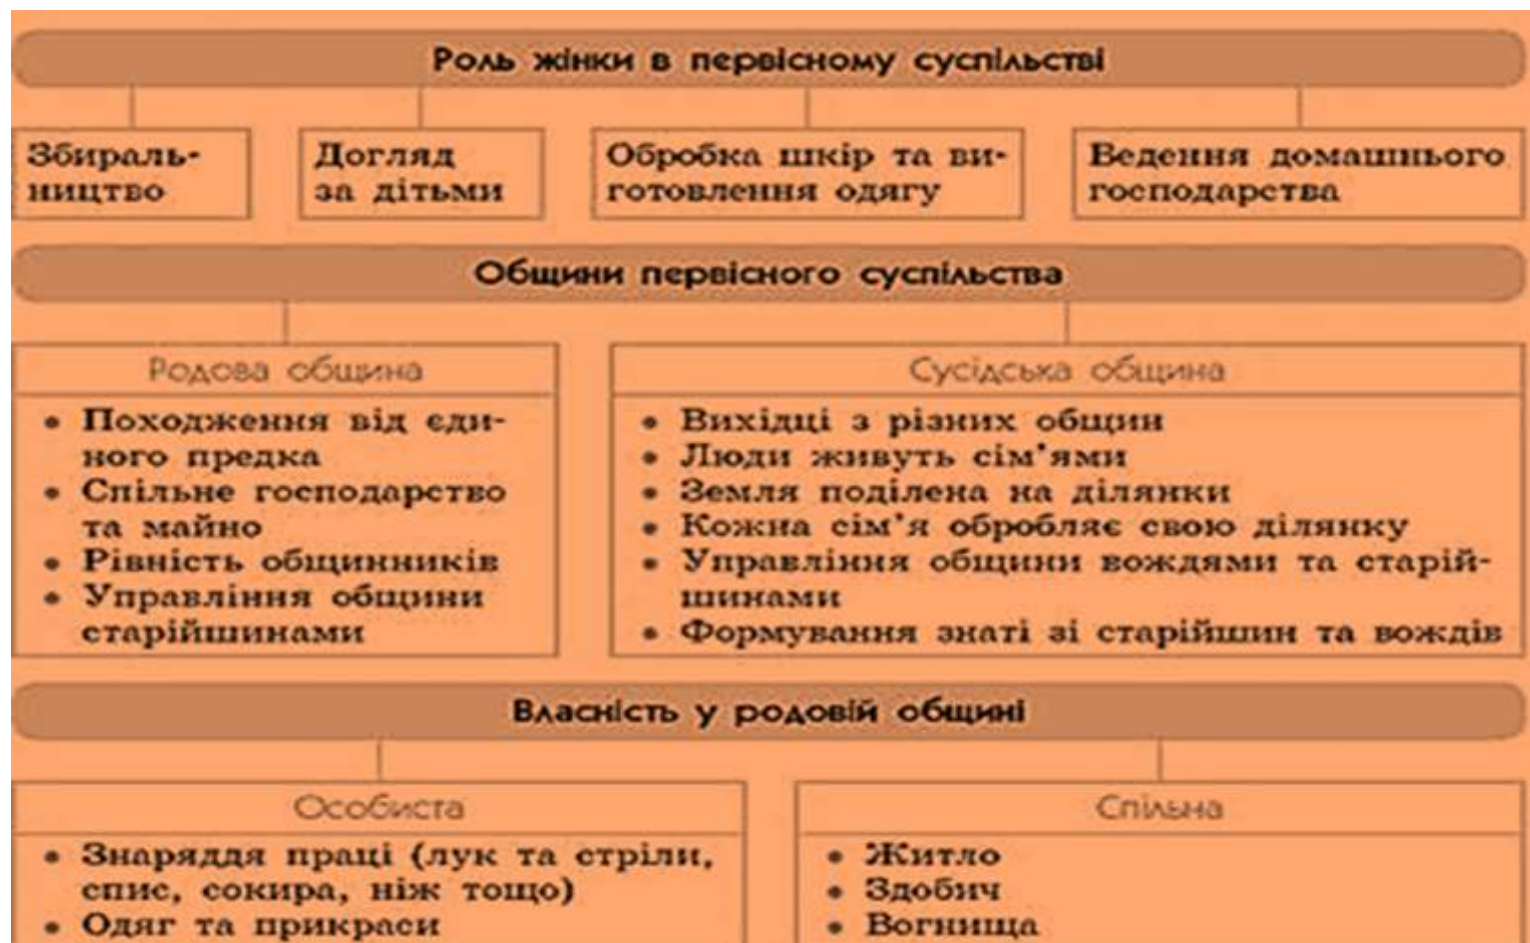 Роль жінки в первісному суспільстві
Збираль-
ництво
Догляд
за дітьми
Обробка шкір та ви-
готовлення одягу
Ведення домашнього
господарства
Общини первісного суспільства
Родова община
• Походження від єди-
ного предка
• Спільне господарство
та майно
• Рівність общинників
• Управління общини
старійшинами
Сусідська община
• Вихідці з різних общин
• Люди живуть сім'ями
• Земля поділена на ділянки
• Кожна сім'я обробляє свою ділянку
• Управління общини вождями та старій-
шинами
• Формування знаті зі старійшин та вождів
Власність у родовій общині
Особиста
• Знаряддя праці (лук та стріли,
спис, сокира, ніж тощо)
• Одяг та прикраси
Спільна
• Житло
• Здобич
• Вогнища